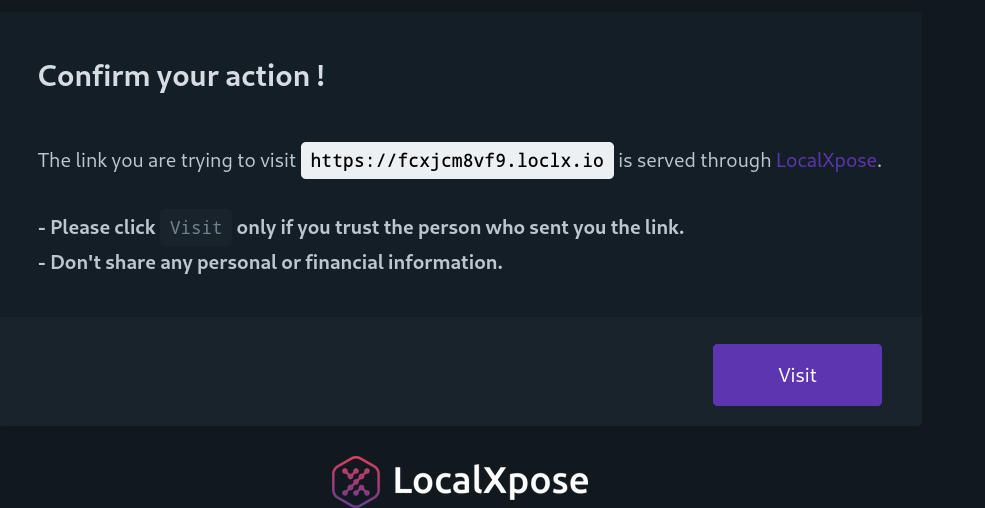 Confirm your action !
The link you are trying to visit https://fcxjcm8vf9.loclx.io is served through LocalXpose.
- Please click Visit only if you trust the person who sent you the link.
- Don't share any personal or financial information.
Visit
LocalXpose